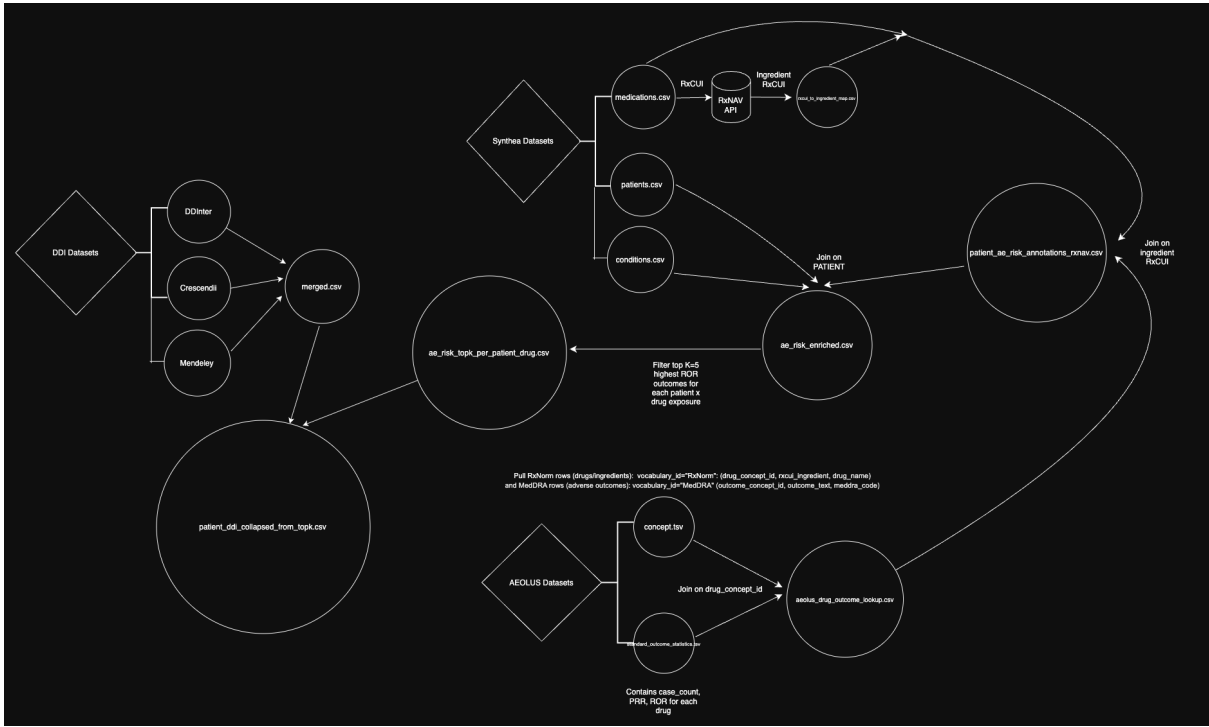 medications.csv
RxCUI
RxNAV
API
Ingredient
RxCUI
rxcui_to_ingredient_map.csv
Synthea Datasets
patients.csv
conditions.csv
Join on
PATIENT
patient_ae_risk_annotations_rxnav.csv
Join on
ingredient
RxCUI
DDI Datasets
DDInter
Crescendii
Mendeley
merged.csv
ae_risk_topk_per_patient_drug.csv
ae_risk_enriched.csv
Filter top K=5
highest ROR
outcomes for
each patient x
drug exposure
patient_ddi_collapsed_from_topk.csv
Pull RxNorm rows (drugs/ingredients): vocabulary_id="RxNorm": (drug_concept_id, rxcui_ingredient, drug_name)
and MedDRA rows (adverse outcomes): vocabulary_id="MedDRA" (outcome_concept_id, outcome_text, meddra_code)
concept.tsv
AEOLUS Datasets
Join on drug_concept_id
aeolus_drug_outcome_lookup.csv
standard_outcome_statistics.tsv
Contains case_count,
PRR, ROR for each
drug